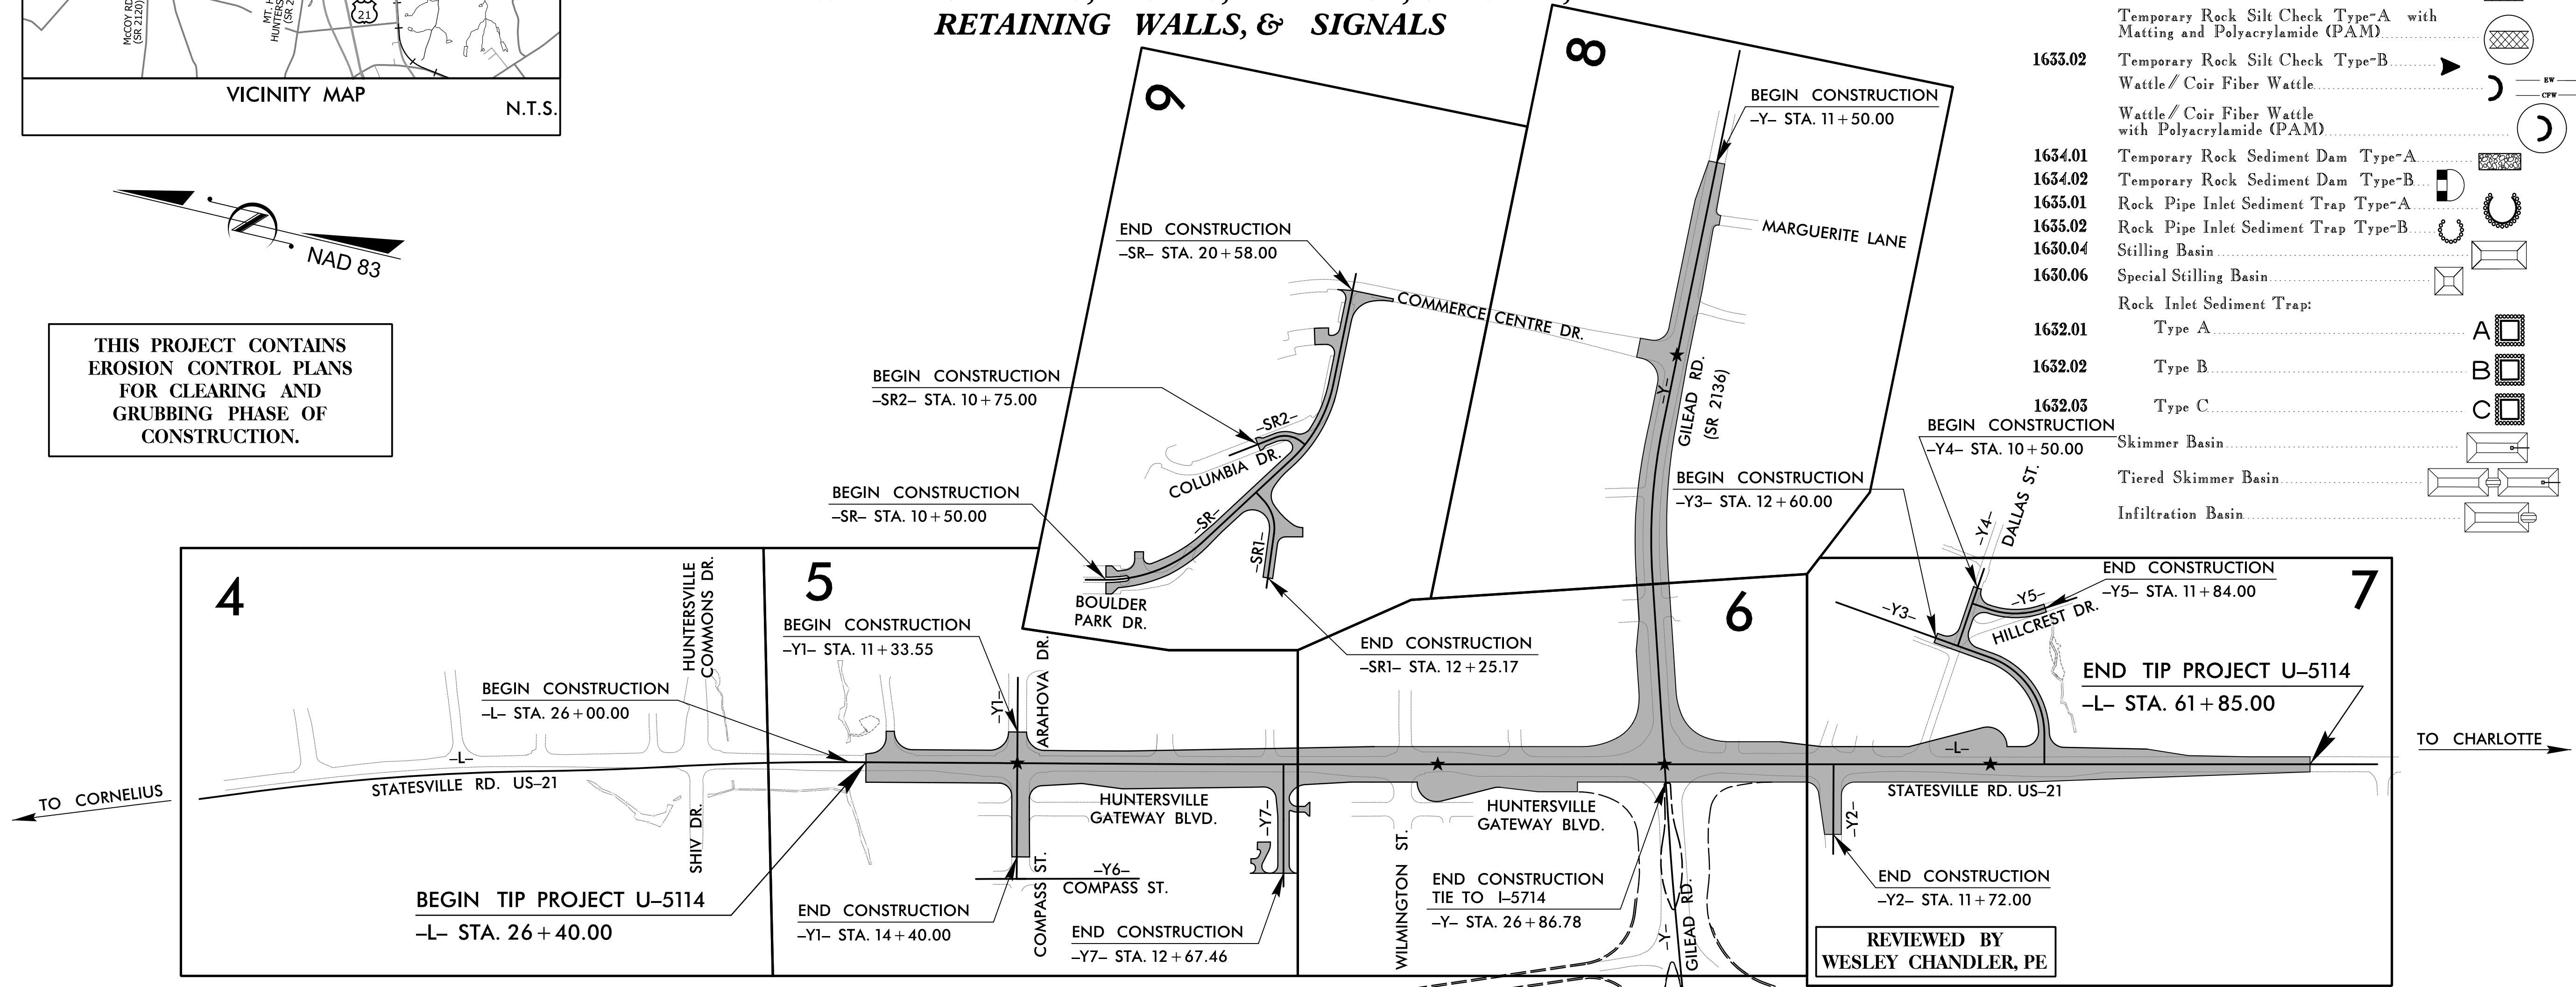 RETAINING WALLS, & SIGNALS
McCOY RD
(SR 2120)
21
VICINITY MAP
N.T.S.
NAD 83
THIS PROJECT CONTAINS
EROSION CONTROL PLANS
FOR CLEARING AND
GRUBBING PHASE OF
CONSTRUCTION.
9
8
BEGIN CONSTRUCTION
–Y– STA. 11+50.00
MARGUERITE LANE
END CONSTRUCTION
–SR– STA. 20+58.00
COMMERCE CENTRE DR.
BEGIN CONSTRUCTION
–SR2– STA. 10+75.00
–SR2–
COLUMBIA DR.
–Y–
GILEAD RD.
(SR 2136)
BEGIN CONSTRUCTION
–SR– STA. 10+50.00
–SR–
–SR1–
BOULDER
PARK DR.
END CONSTRUCTION
–SR1– STA. 12+25.17
BEGIN CONSTRUCTION
–Y3– STA. 12+60.00
BEGIN CONSTRUCTION
–Y4– STA. 10+50.00
–Y4–
DALLAS ST.
–Y3–
–Y5–
HILLCREST DR.
END CONSTRUCTION
–Y5– STA. 11+84.00
4
5
6
7
HUNTERSVILLE
COMMONS DR.
BEGIN CONSTRUCTION
–Y1– STA. 11+33.55
–Y1–
ARAHOVA DR.
BEGIN CONSTRUCTION
–L– STA. 26+00.00
END TIP PROJECT U–5114
–L– STA. 61+85.00
TO CHARLOTTE
TO CORNELIUS
–L–
STATESVILLE RD. US–21
SHIV DR.
BEGIN TIP PROJECT U–5114
–L– STA. 26+40.00
HUNTERSVILLE
GATEWAY BLVD.
–Y7–
–Y6–
COMPASS ST.
COMPASS ST.
END CONSTRUCTION
–Y1– STA. 14+40.00
END CONSTRUCTION
–Y7– STA. 12+67.46
WILMINGTON ST.
HUNTERSVILLE
GATEWAY BLVD.
END CONSTRUCTION
TIE TO I–5714
–Y– STA. 26+86.78
–Y–
GILEAD RD.
–L–
STATESVILLE RD. US–21
–Y2–
END CONSTRUCTION
–Y2– STA. 11+72.00
REVIEWED BY
WESLEY CHANDLER, PE
Temporary Rock Silt Check Type-A with
Matting and Polyacrylamide (PAM)
1633.02 Temporary Rock Silt Check Type-B
Wattle/Coir Fiber Wattle
EW
CFW
Wattle/Coir Fiber Wattle
with Polyacrylamide (PAM)
1634.01 Temporary Rock Sediment Dam Type-A
1634.02 Temporary Rock Sediment Dam Type-B
1635.01 Rock Pipe Inlet Sediment Trap Type-A
1635.02 Rock Pipe Inlet Sediment Trap Type-B
1630.04 Stilling Basin
1630.06 Special Stilling Basin
Rock Inlet Sediment Trap:
1632.01 Type A A
1632.02 Type B B
1632.03 Type C C
Skimmer Basin
Tiered Skimmer Basin
Infiltration Basin